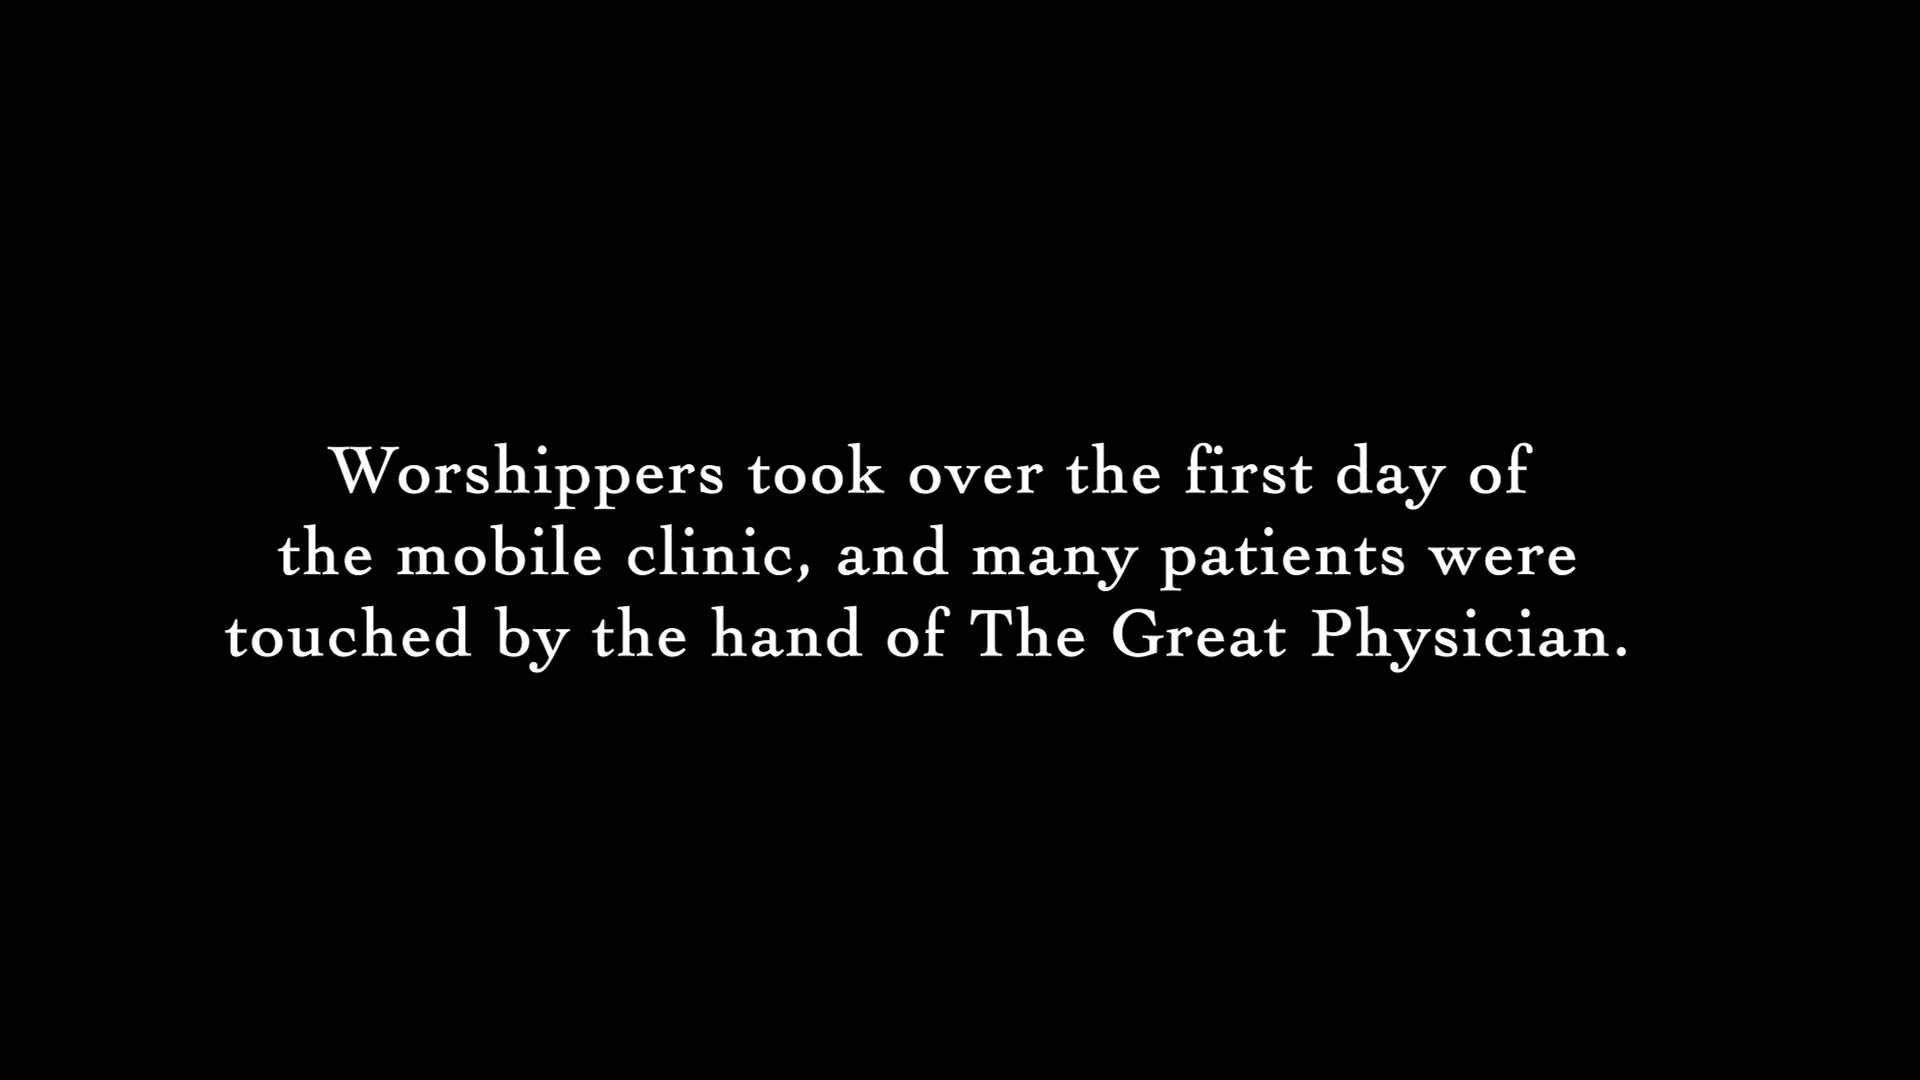 Worshippers took over the first day of
the mobile clinic, and many patients were
touched by the hand of The Great Physician.